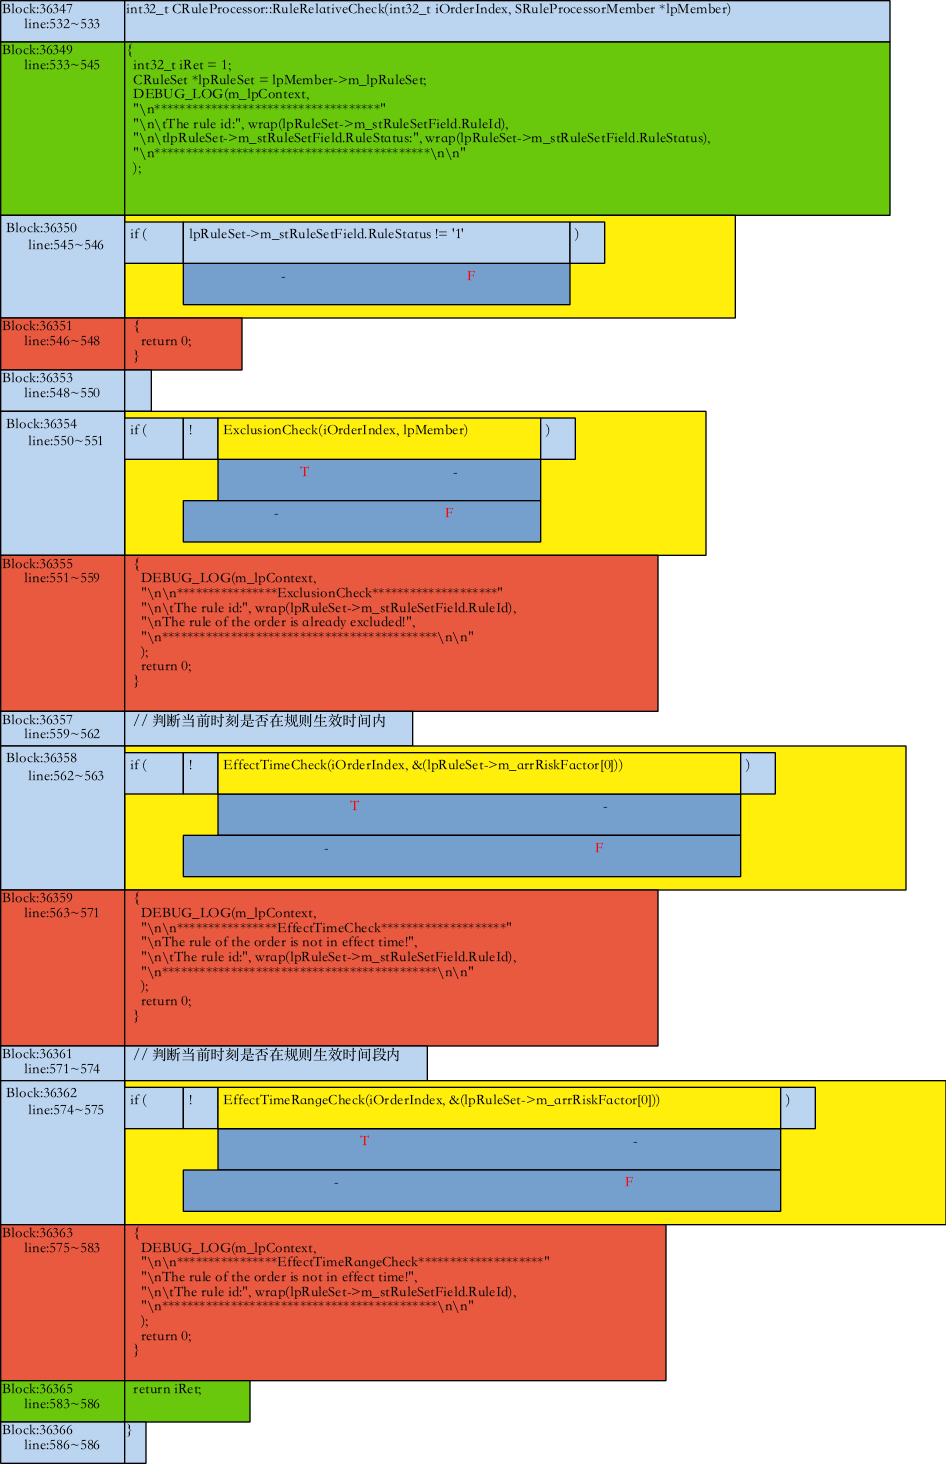 Block:36347
line:532~533
int32_t CRuleProcessor::RuleRelativeCheck(int32_t iOrderIndex, SRuleProcessorMember *lpMember)
Block:36349
line:533~545
{
int32_t iRet = 1;
CRuleSet *lpRuleSet = lpMember->m_lpRuleSet;
DEBUG_LOG(m_lpContext,
"\n************************************"
"\n\tThe rule id:", wrap(lpRuleSet->m_stRuleSetField.RuleId),
"\n\tlpRuleSet->m_stRuleSetField.RuleStatus:", wrap(lpRuleSet->m_stRuleSetField.RuleStatus),
"\n********************************************\n\n"
);
Block:36350
line:545~546
if ( lpRuleSet->m_stRuleSetField.RuleStatus != '1' )
- F
Block:36351
line:546~548
{
return 0;
}
Block:36353
line:548~550
Block:36354
line:550~551
if ( ! ExclusionCheck(iOrderIndex, lpMember) )
T -
- F
Block:36355
line:551~559
{
DEBUG_LOG(m_lpContext,
"\n\n****************ExclusionCheck********************"
"\n\tThe rule id:", wrap(lpRuleSet->m_stRuleSetField.RuleId),
"\nThe rule of the order is already excluded!",
"\n********************************************\n\n"
);
return 0;
}
Block:36357
line:559~562
// 判断当前时刻是否在规则生效时间内
Block:36358
line:562~563
if ( ! EffectTimeCheck(iOrderIndex, &(lpRuleSet->m_arrRiskFactor[0])) )
T -
- F
Block:36359
line:563~571
{
DEBUG_LOG(m_lpContext,
"\n\n****************EffectTimeCheck********************"
"\nThe rule of the order is not in effect time!",
"\n\tThe rule id:", wrap(lpRuleSet->m_stRuleSetField.RuleId),
"\n********************************************\n\n"
);
return 0;
}
Block:36361
line:571~574
// 判断当前时刻是否在规则生效时间段内
Block:36362
line:574~575
if ( ! EffectTimeRangeCheck(iOrderIndex, &(lpRuleSet->m_arrRiskFactor[0])) )
T -
- F
Block:36363
line:575~583
{
DEBUG_LOG(m_lpContext,
"\n\n****************EffectTimeRangeCheck********************"
"\nThe rule of the order is not in effect time!",
"\n\tThe rule id:", wrap(lpRuleSet->m_stRuleSetField.RuleId),
"\n********************************************\n\n"
);
return 0;
}
Block:36365
line:583~586
return iRet;
Block:36366
line:586~586
}